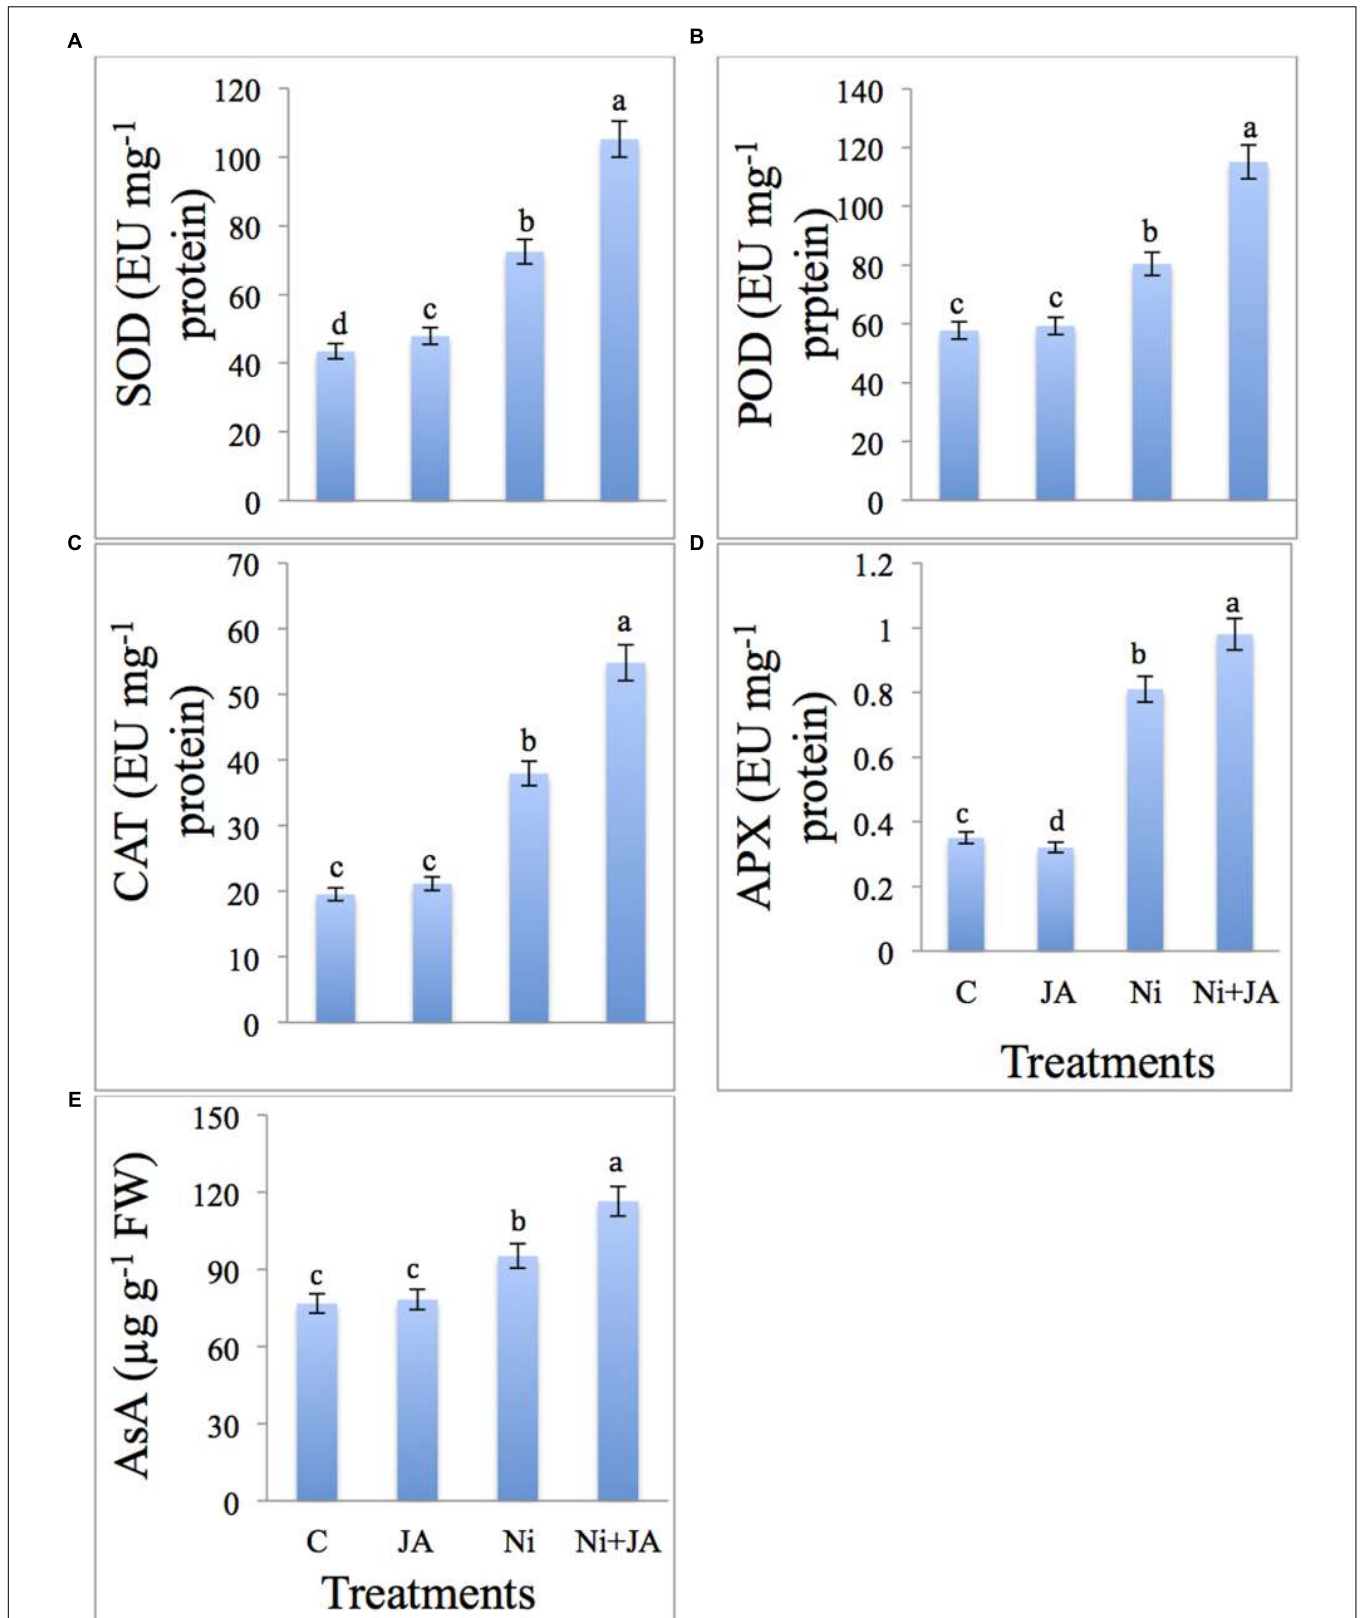 A
SOD (EU mg-1
protein)
120
100
80
60
40
20
0
d
c
b
a
B
POD (EU mg-1
prptein)
140
120
100
80
60
40
20
0
c
c
b
a
C
CAT (EU mg-1
protein)
70
60
50
40
30
20
10
0
c
c
b
a
D
APX (EU mg-1
protein)
1.2
1
0.8
0.6
0.4
0.2
0
c
d
b
a
C JA Ni Ni+JA
Treatments
E
AsA (µg g-1 FW)
150
120
90
60
30
0
c
c
b
a
C JA Ni Ni+JA
Treatments